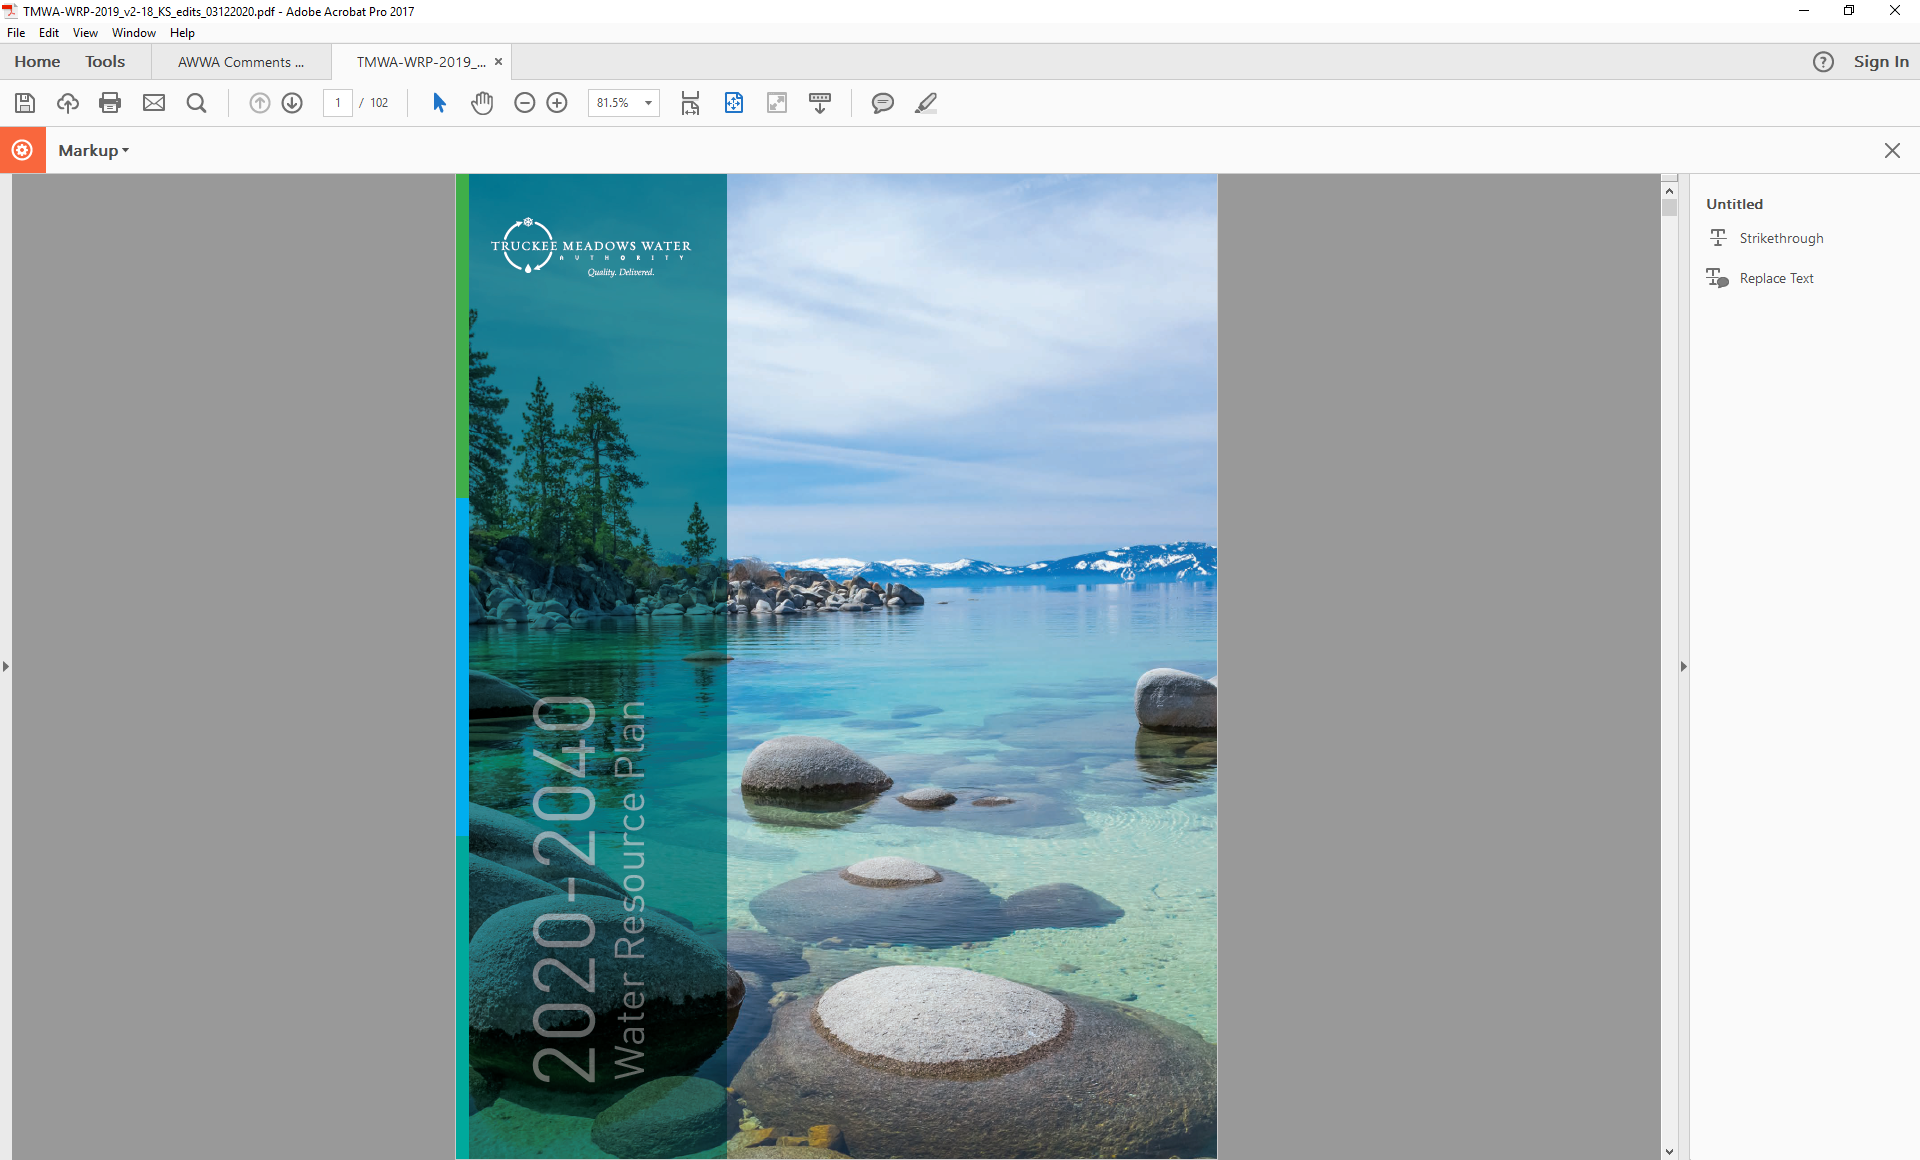 TMWA-WRP-2019_v2-18_KS_edits_03122020.pdf - Adobe Acrobat Pro 2017
File Edit View Window Help
Home Tools AWWA Comments ... TMWA-WRP-2019_... × ? Sign In
1 / 102 81.5%
Markup
TRUCKEE MEADOWS WATER
AUTHORITY
Quality. Delivered.
2020-2040
Water Resource Plan
Untitled
Strikethrough
Replace Text